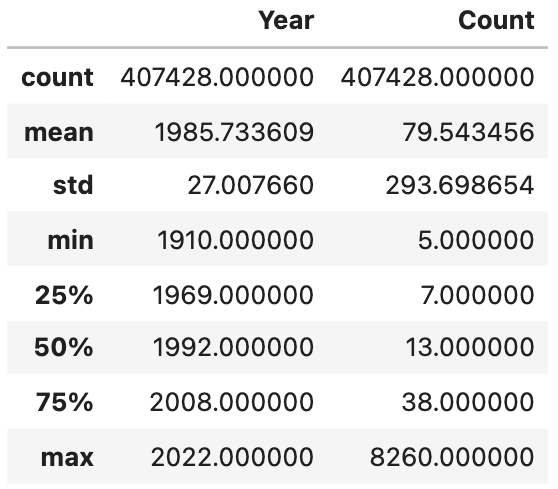 Year Count
count 407428.000000 407428.000000
mean 1985.733609 79.543456
std 27.007660 293.698654
min 1910.000000 5.000000
25% 1969.000000 7.000000
50% 1992.000000 13.000000
75% 2008.000000 38.000000
max 2022.000000 8260.000000